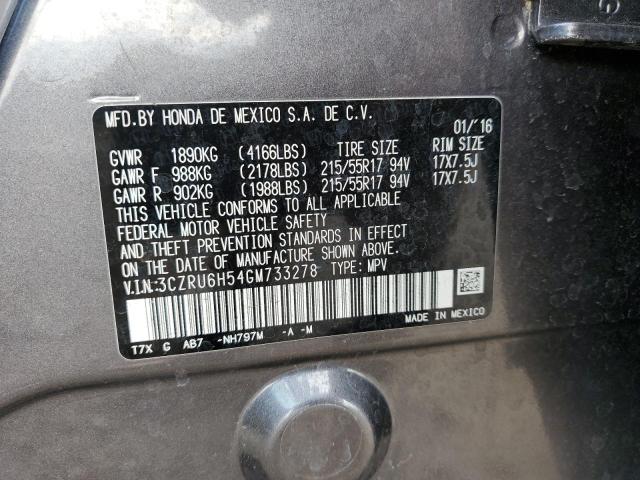 MFD.BY HONDA DE MEXICO S.A. DE C.V.
01/'16
GVWR 1890KG (4166LBS) TIRE SIZE RIM SIZE
GAWR F 988KG (2178LBS) 215/55R17 94V 17X7.5J
GAWR R 902KG (1988LBS) 215/55R17 94V 17X7.5J
THIS VEHICLE CONFORMS TO ALL APPLICABLE
FEDERAL MOTOR VEHICLE SAFETY
AND THEFT PREVENTION STANDARDS IN EFFECT
ON THE DATE OF MANUFACTURE SHOWN ABOVE.
V.I.N.:3CZRU6H54GM733278 TYPE: MPV
T7X G AB7 -NH797M -A -M
MADE IN MEXICO